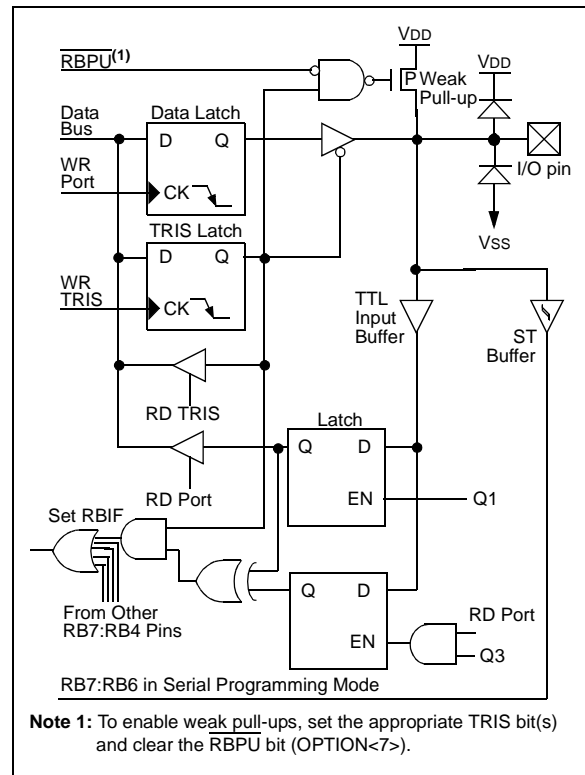 VDD
RBPU(1)
VDD
P Weak
Pull-up
Data
Bus
Data Latch
D Q
WR
Port
CK
I/O pin
TRIS Latch
VSS
D Q
WR
TRIS
CK
TTL
Input
Buffer
ST
Buffer
RD TRIS
Latch
Q D
RD Port
EN
Q1
Set RBIF
Q D
From Other
RB7:RB4 Pins
RD Port
EN
Q3
RB7:RB6 in Serial Programming Mode
Note 1: To enable weak pull-ups, set the appropriate TRIS bit(s)
and clear the RBPU bit (OPTION<7>).